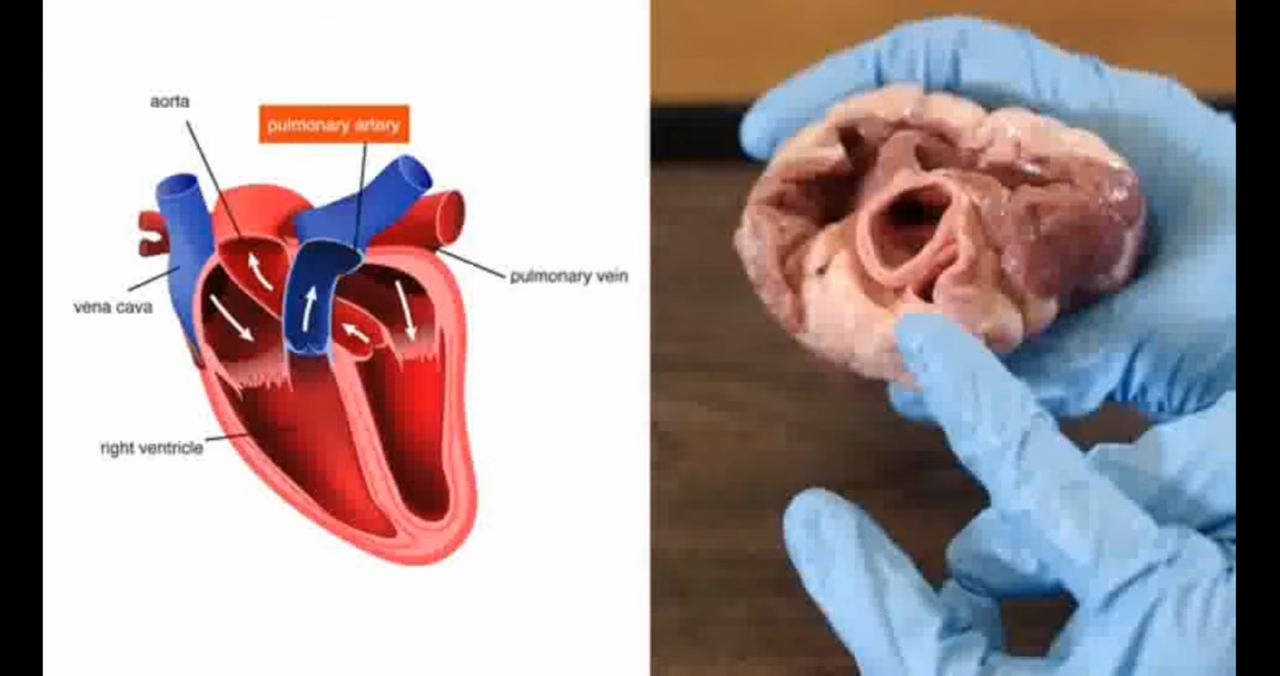 aorta
pulmonary artery
pulmonary vein
vena cava
right ventricle